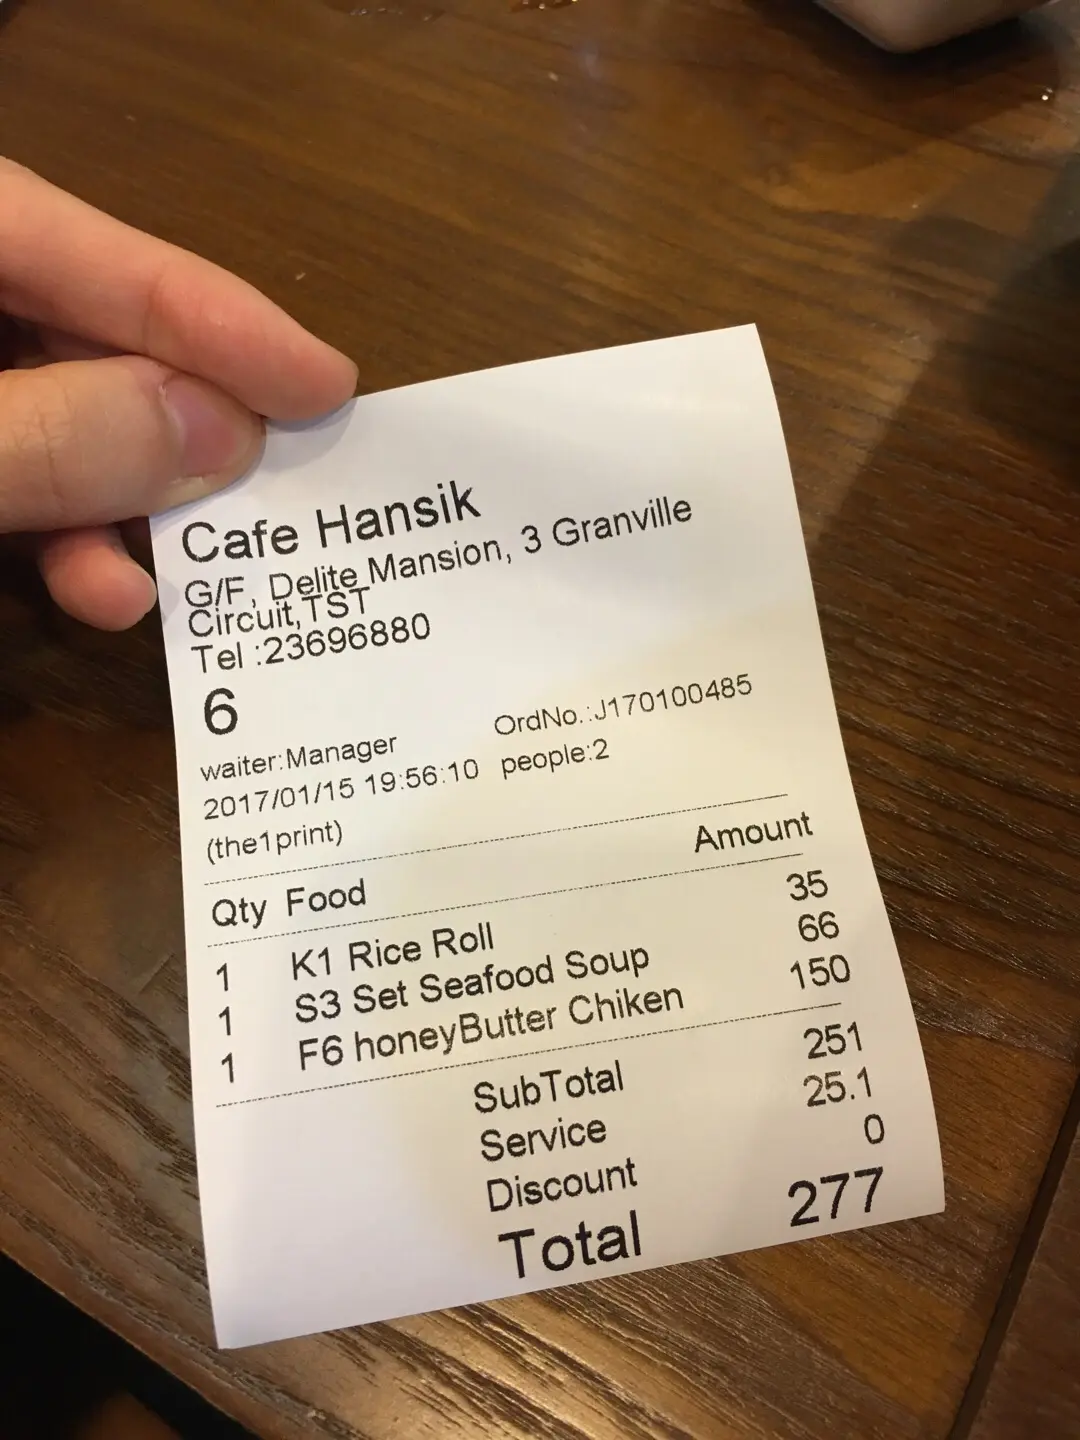 Cafe Hansik
G/F, Delite Mansion, 3 Granville
Circuit,TST
Tel :23696880
6
OrdNo.:J170100485
waiter:Manager
2017/01/15 19:56:10 people:2
(the1print)
Qty Food Amount
1 K1 Rice Roll 35
1 S3 Set Seafood Soup 66
1 F6 honeyButter Chiken 150
SubTotal 251
Service 25.1
Discount 0
Total 277